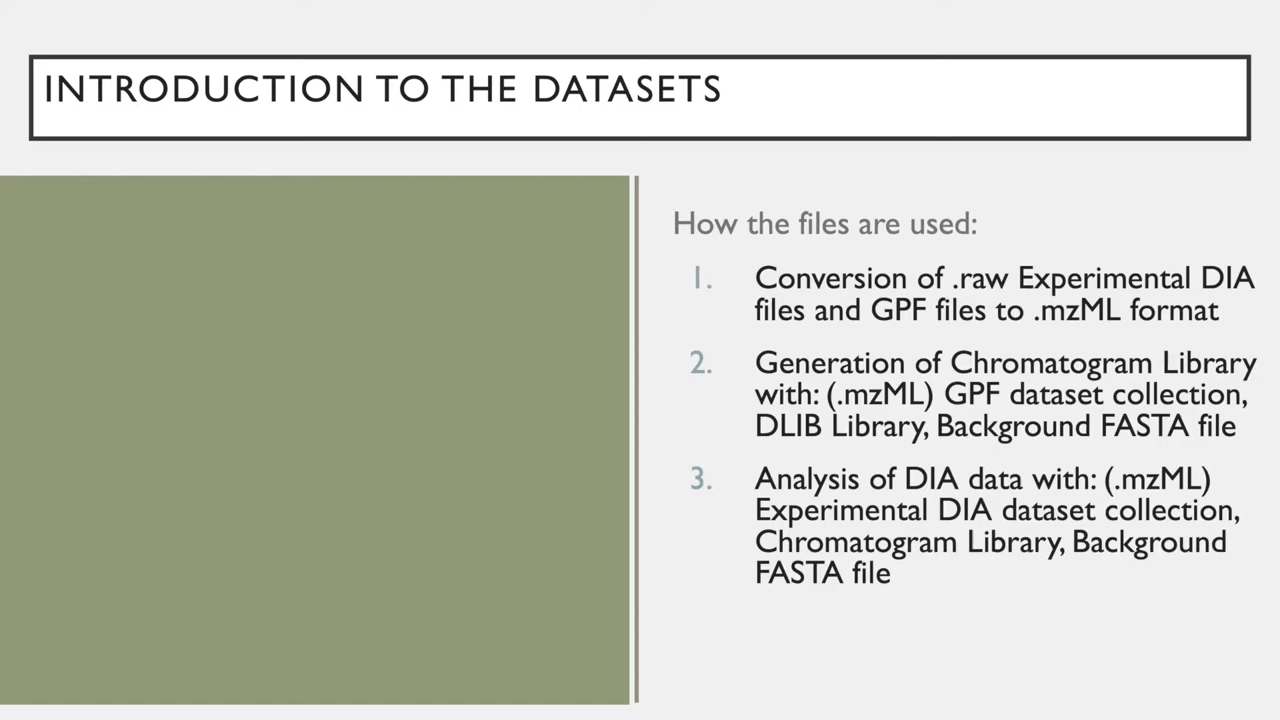 INTRODUCTION TO THE DATASETS
How the files are used:
1. Conversion of .raw Experimental DIA
files and GPF files to .mzML format
2. Generation of Chromatogram Library
with: (.mzML) GPF dataset collection,
DLIB Library, Background FASTA file
3. Analysis of DIA data with: (.mzML)
Experimental DIA dataset collection,
Chromatogram Library, Background
FASTA file